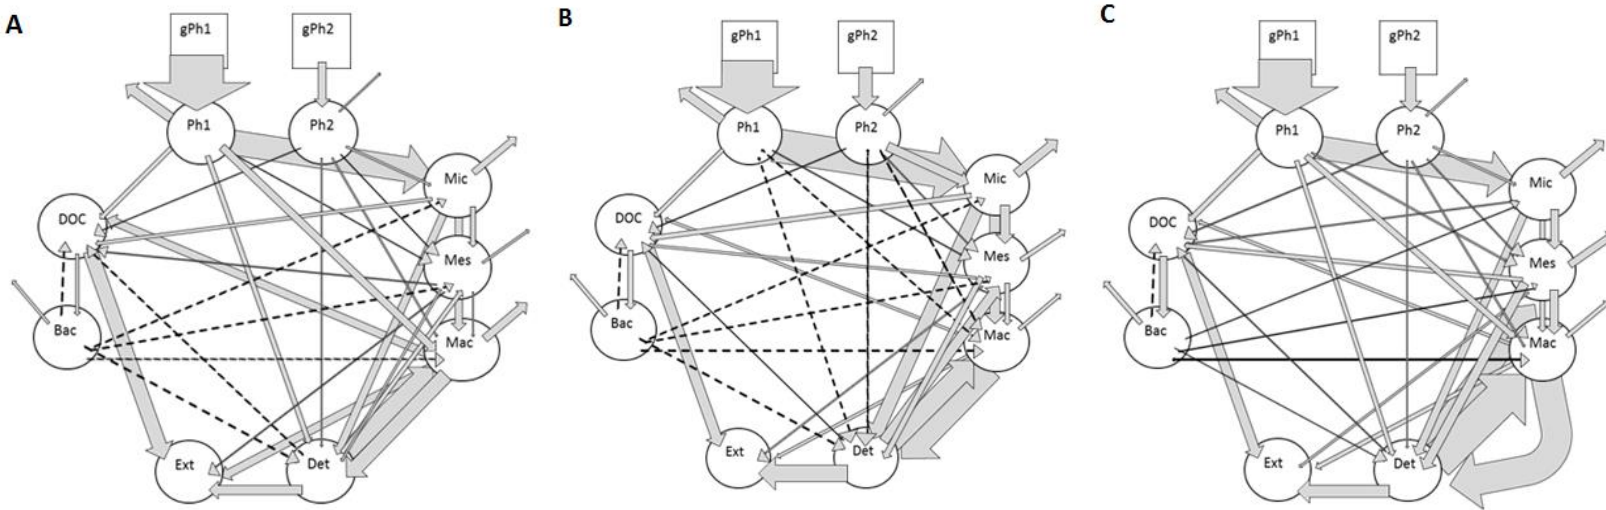 A
gPh1
gPh2
Ph1
Ph2
Mic
DOC
Mes
Bac
Mac
Ext
Det
B
gPh1
gPh2
Ph1
Ph2
Mic
DOC
Mes
Bac
Mac
Ext
Det
C
gPh1
gPh2
Ph1
Ph2
Mic
DOC
Mes
Bac
Mac
Ext
Det